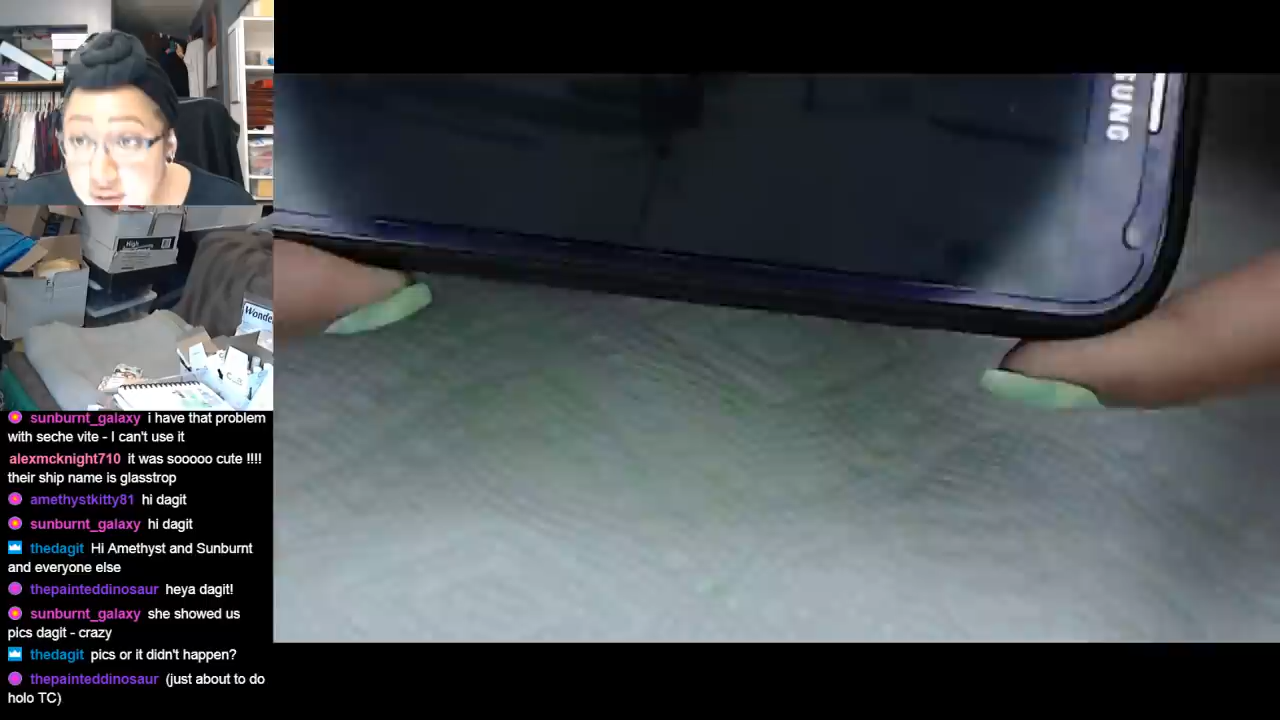 SUNG
High
Wonde
sunburnt_galaxy i have that problem
with seche vite - I can't use it
alexmcknight710 it was sooooo cute !!!!
their ship name is glasstrop
amethystkitty81 hi dagit
sunburnt_galaxy hi dagit
thedagit Hi Amethyst and Sunburnt
and everyone else
thepainteddinosaur heya dagit!
sunburnt_galaxy she showed us
pics dagit - crazy
thedagit pics or it didn't happen?
thepainteddinosaur (just about to do
holo TC)